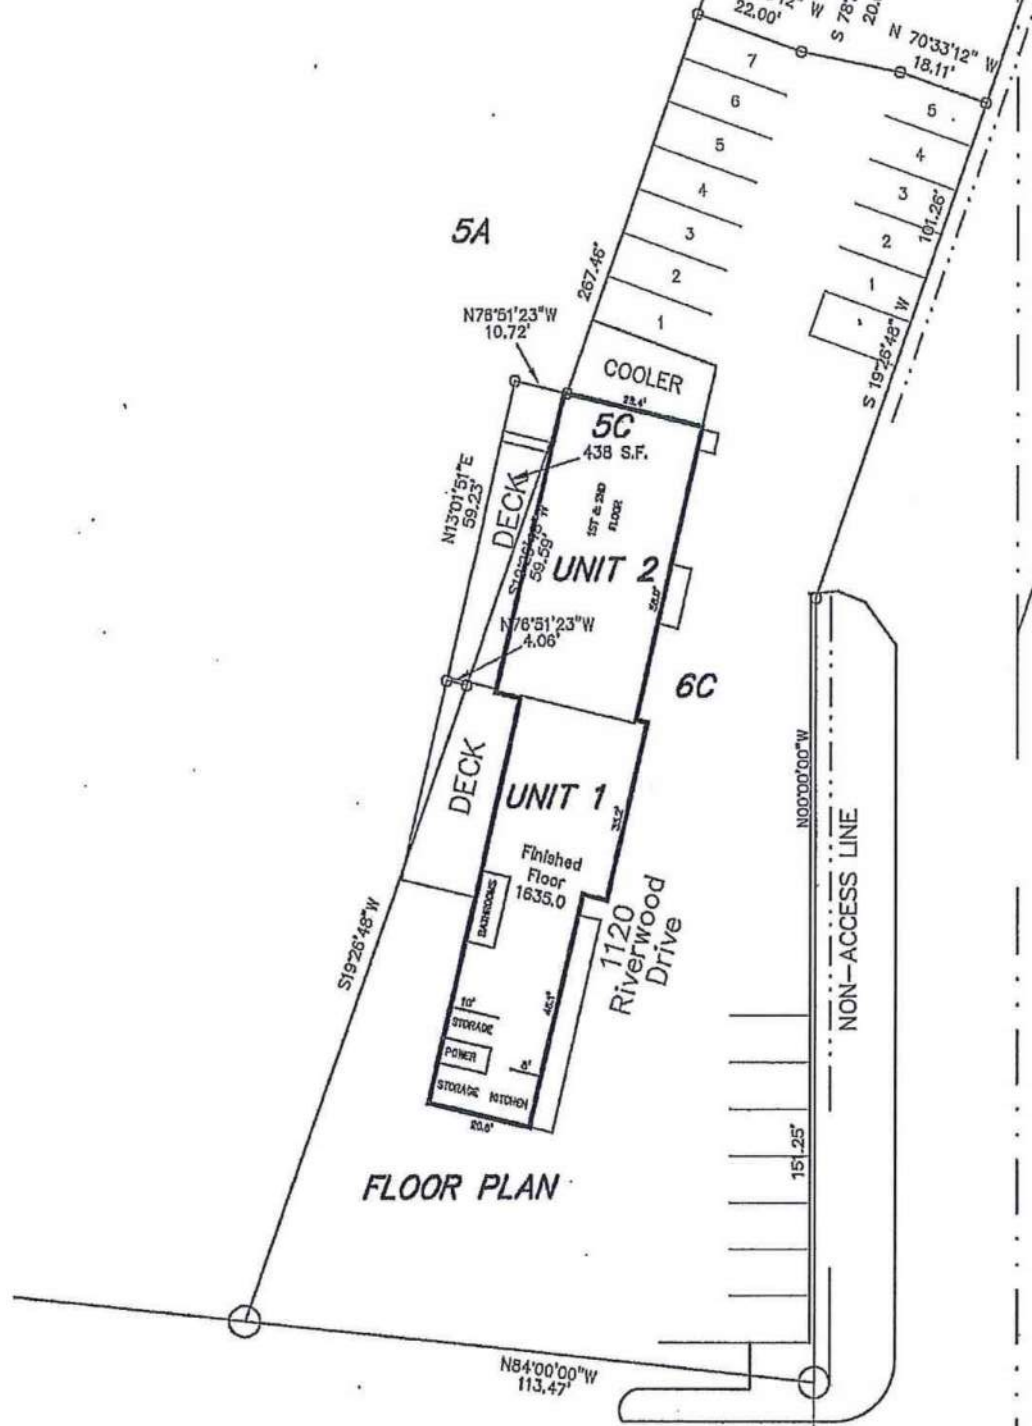 22.00'
N 70°33'12" W
18.11'
7
6
5
4
3
2
1
5
4
3
2
1
101.26'
S 19°26'48" W
5A
267.46'
N76°51'23"W
10.72'
COOLER
23.4'
5C
438 S.F.
N13°01'51"E
59.23'
DECK
59.59'
1ST & 2ND
FLOOR
UNIT 2
N76°51'23"W
4.06'
6C
DECK
UNIT 1
Finished
Floor
1635.0
BATHROOMS
1120
Riverwood
Drive
S19°26'48"W
N00°00'00"W
NON-ACCESS LINE
10'
STORAGE
POWER
8'
STORAGE
KITCHEN
151.25'
FLOOR PLAN
N84°00'00"W
113.47'